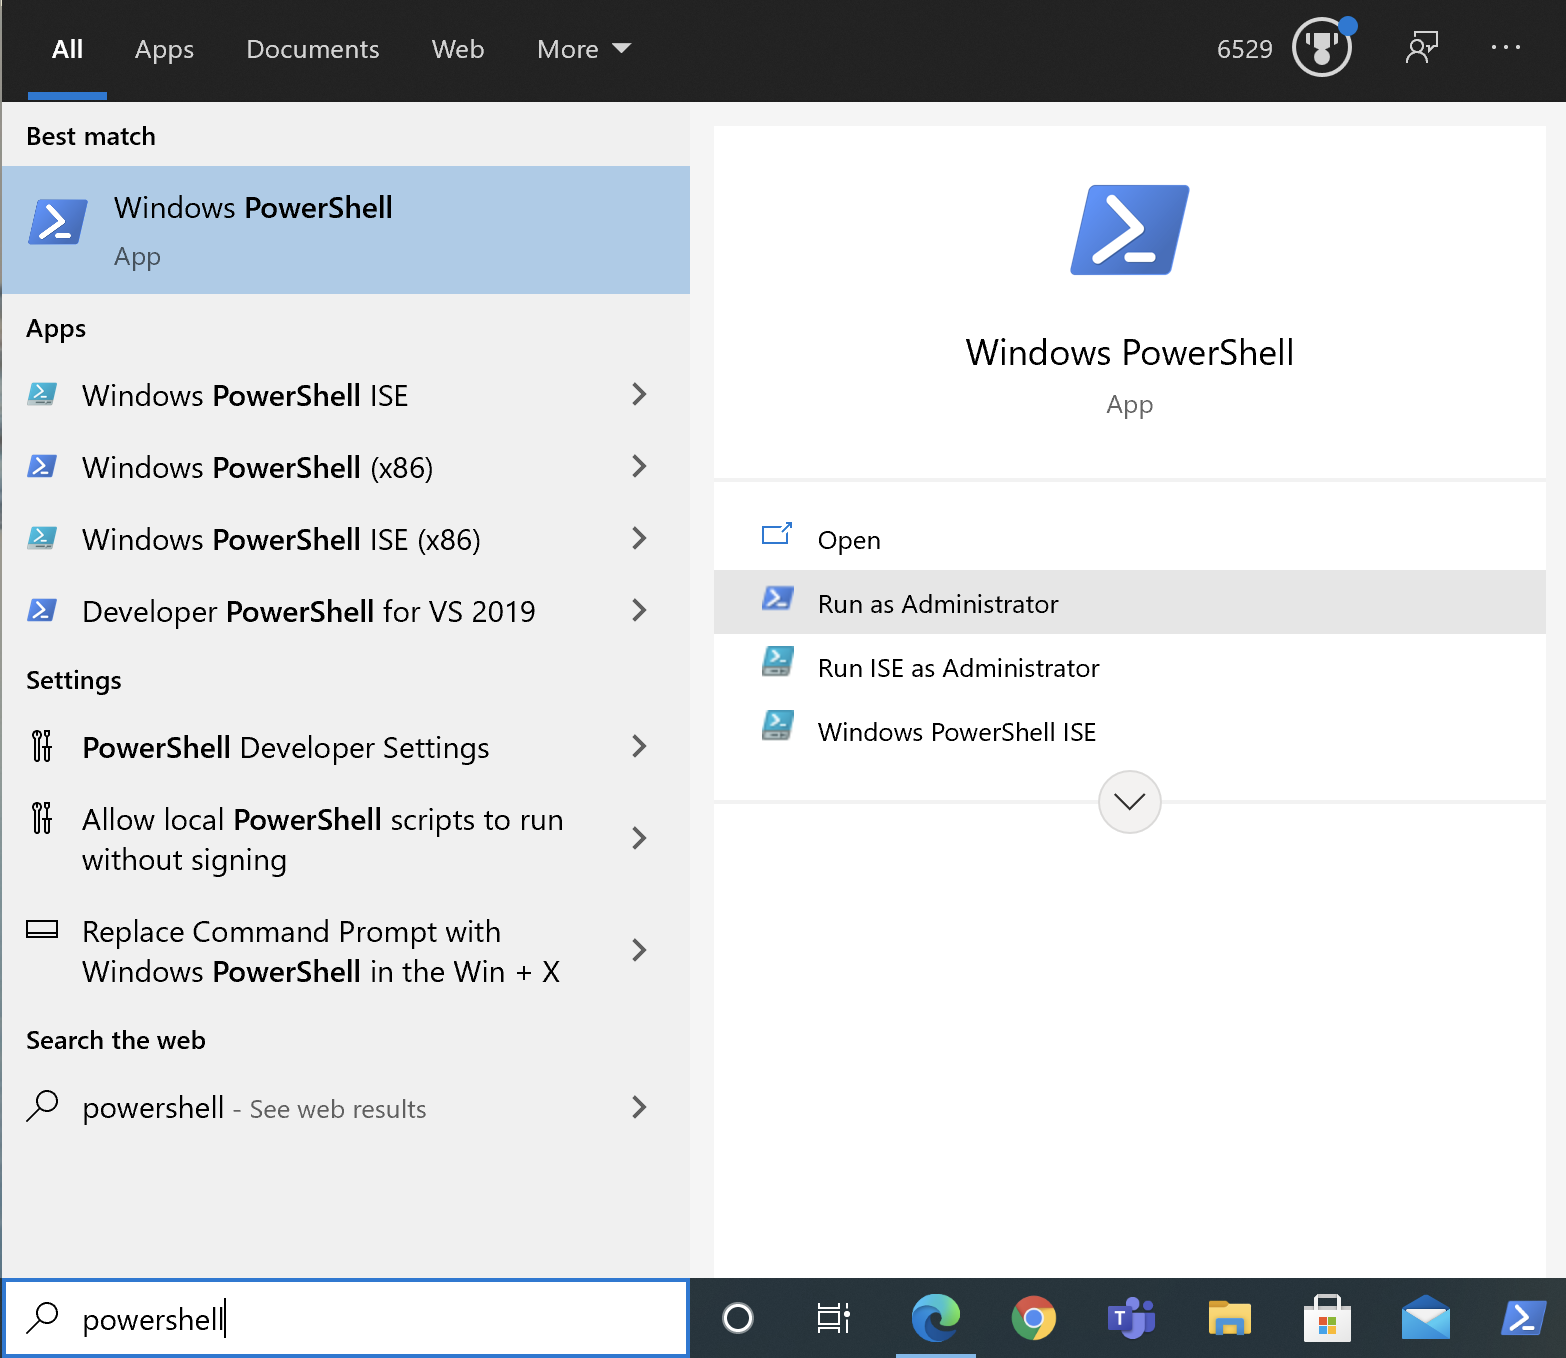 All Apps Documents Web More 6529
Best match
Windows PowerShell
App
Apps
Windows PowerShell ISE
Windows PowerShell (x86)
Windows PowerShell ISE (x86)
Developer PowerShell for VS 2019
Settings
PowerShell Developer Settings
Allow local PowerShell scripts to run
without signing
Replace Command Prompt with
Windows PowerShell in the Win + X
Search the web
powershell - See web results
Windows PowerShell
App
Open
Run as Administrator
Run ISE as Administrator
Windows PowerShell ISE
powershell
T